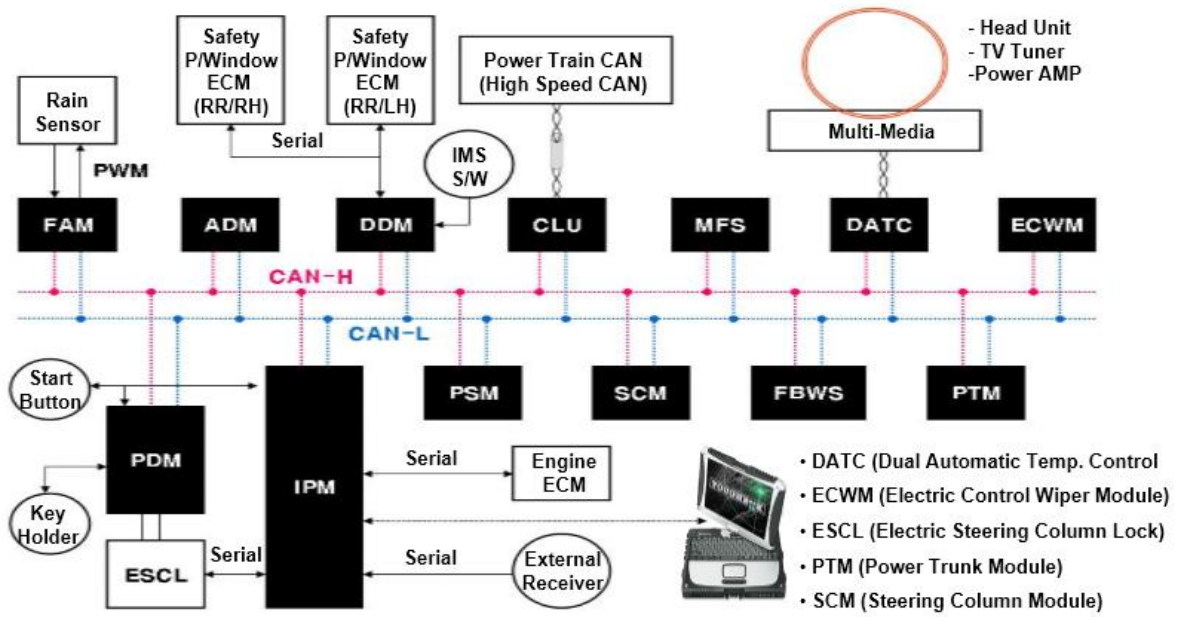 Safety
P/Window
ECM
(RR/RH)
Safety
P/Window
ECM
(RR/LH)
Power Train CAN
(High Speed CAN)
- Head Unit
- TV Tuner
-Power AMP
Rain
Sensor
Serial
Multi-Media
IMS
S/W
PWM
FAM
ADM
DDM
CLU
MFS
DATC
ECWM
CAN-H
CAN-L
Start
Button
PSM
SCM
FBWS
PTM
PDM
IPM
Serial
Engine
ECM
Key
Holder
ESCL
Serial
Serial
External
Receiver
• DATC (Dual Automatic Temp. Control
• ECWM (Electric Control Wiper Module)
• ESCL (Electric Steering Column Lock)
• PTM (Power Trunk Module)
• SCM (Steering Column Module)